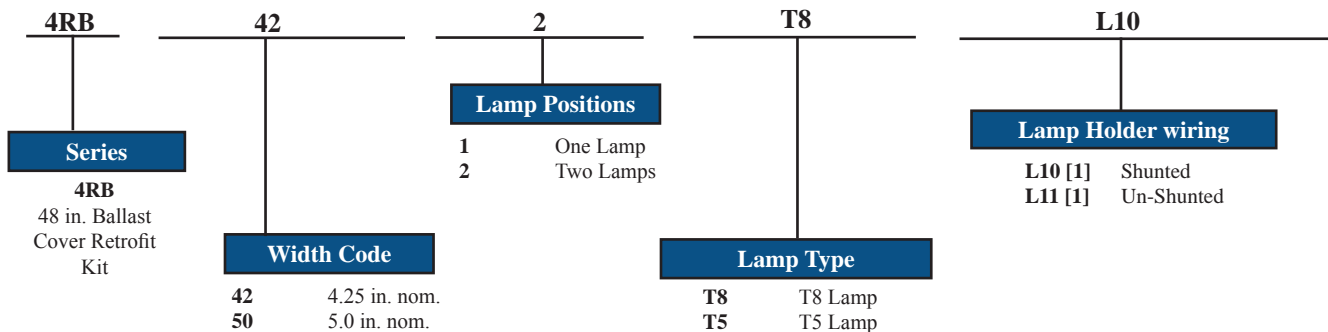 4RB 42 2 T8 L10
Series
4RB
48 in. Ballast
Cover Retrofit
Kit
Width Code
42 4.25 in. nom.
50 5.0 in. nom.
Lamp Positions
1 One Lamp
2 Two Lamps
Lamp Type
T8 T8 Lamp
T5 T5 Lamp
Lamp Holder wiring
L10 [1] Shunted
L11 [1] Un-Shunted